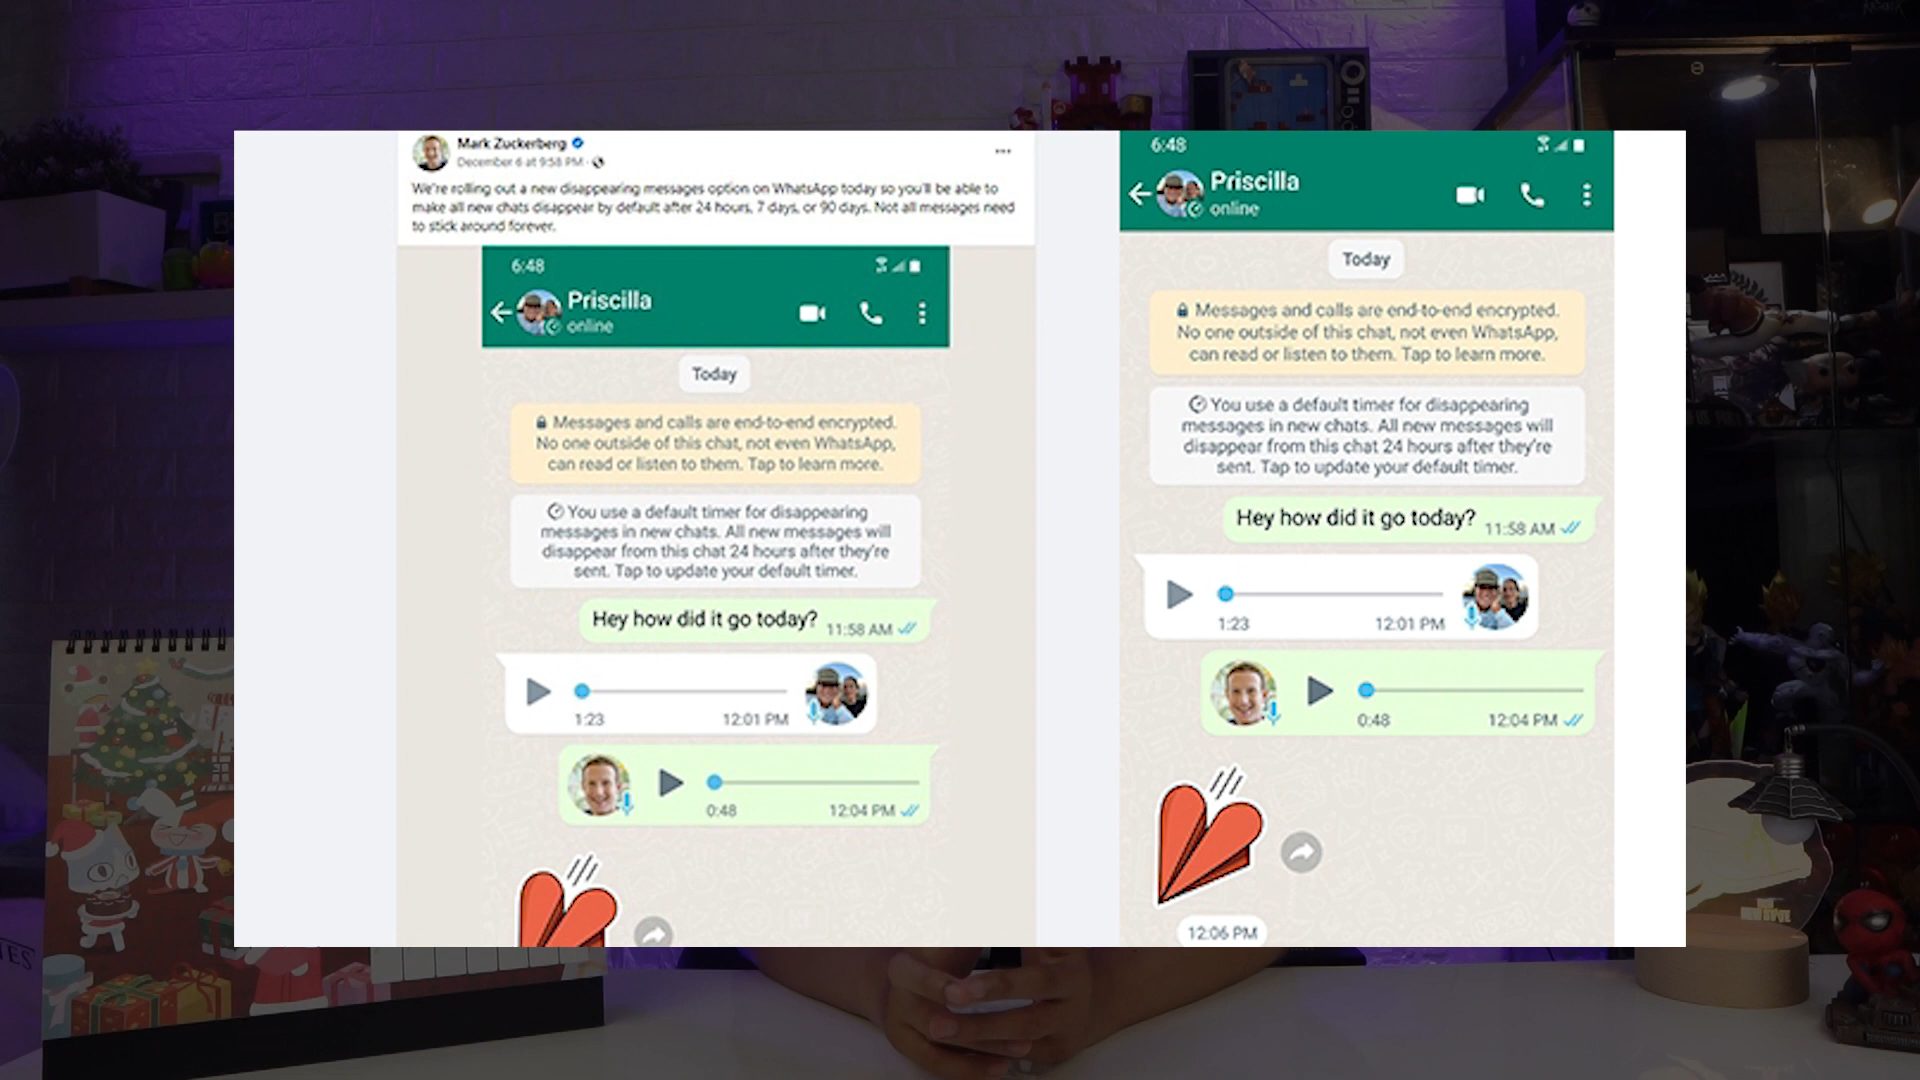 Mark Zuckerberg
December 6 at 9:58 PM ·
We're rolling out a new disappearing messages option on WhatsApp today so you'll be able to
make all new chats disappear by default after 24 hours, 7 days, or 90 days. Not all messages need
to stick around forever.
6:48
Priscilla
online
Today
Messages and calls are end-to-end encrypted.
No one outside of this chat, not even WhatsApp,
can read or listen to them. Tap to learn more.
You use a default timer for disappearing
messages in new chats. All new messages will
disappear from this chat 24 hours after they're
sent. Tap to update your default timer.
Hey how did it go today?
11:58 AM
1:23
12:01 PM
0:48
12:04 PM
6:48
Priscilla
online
Today
Messages and calls are end-to-end encrypted.
No one outside of this chat, not even WhatsApp,
can read or listen to them. Tap to learn more.
You use a default timer for disappearing
messages in new chats. All new messages will
disappear from this chat 24 hours after they're
sent. Tap to update your default timer.
Hey how did it go today?
11:58 AM
1:23
12:01 PM
0:48
12:04 PM
12:06 PM